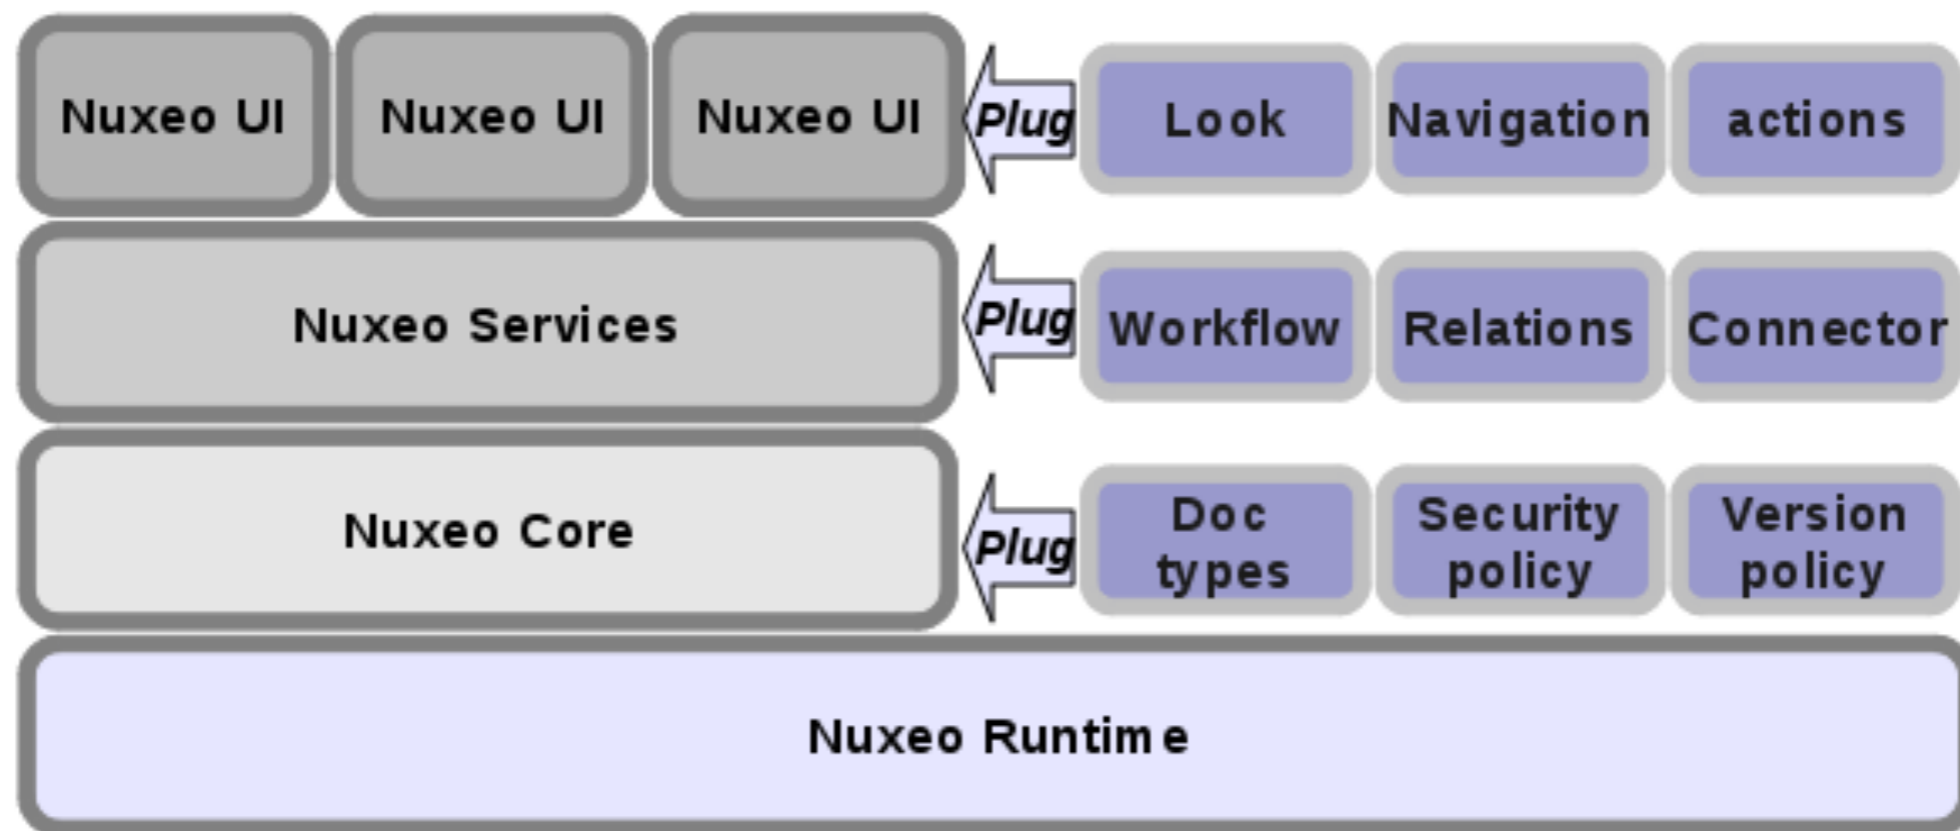 Nuxeo UI Nuxeo UI Nuxeo UI Plug Look Navigation actions
Nuxeo Services Plug Workflow Relations Connector
Nuxeo Core Plug Doc types Security policy Version policy
Nuxeo Runtime